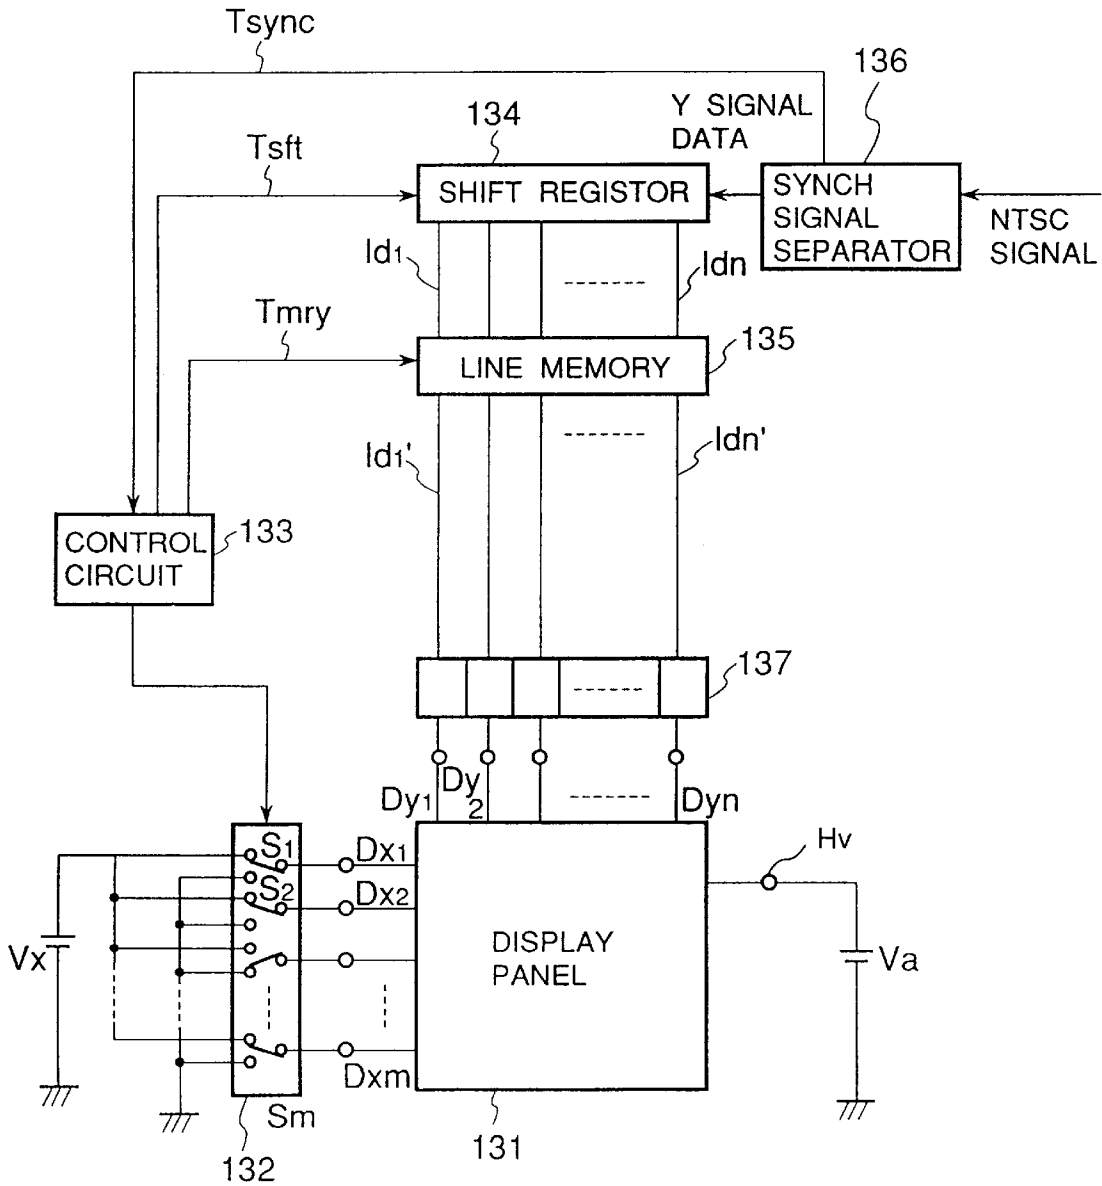 Tsync
136
Y SIGNAL
DATA
134
Tsft
SHIFT REGISTOR
SYNCH
SIGNAL
SEPARATOR
NTSC
SIGNAL
Id1
Idn
Tmry
135
LINE MEMORY
Id1'
Idn'
133
CONTROL
CIRCUIT
137
Dy1
Dy2
Dyn
S1
Dx1
Hv
S2
Dx2
Vx
DISPLAY
PANEL
Va
Dxm
Sm
132
131